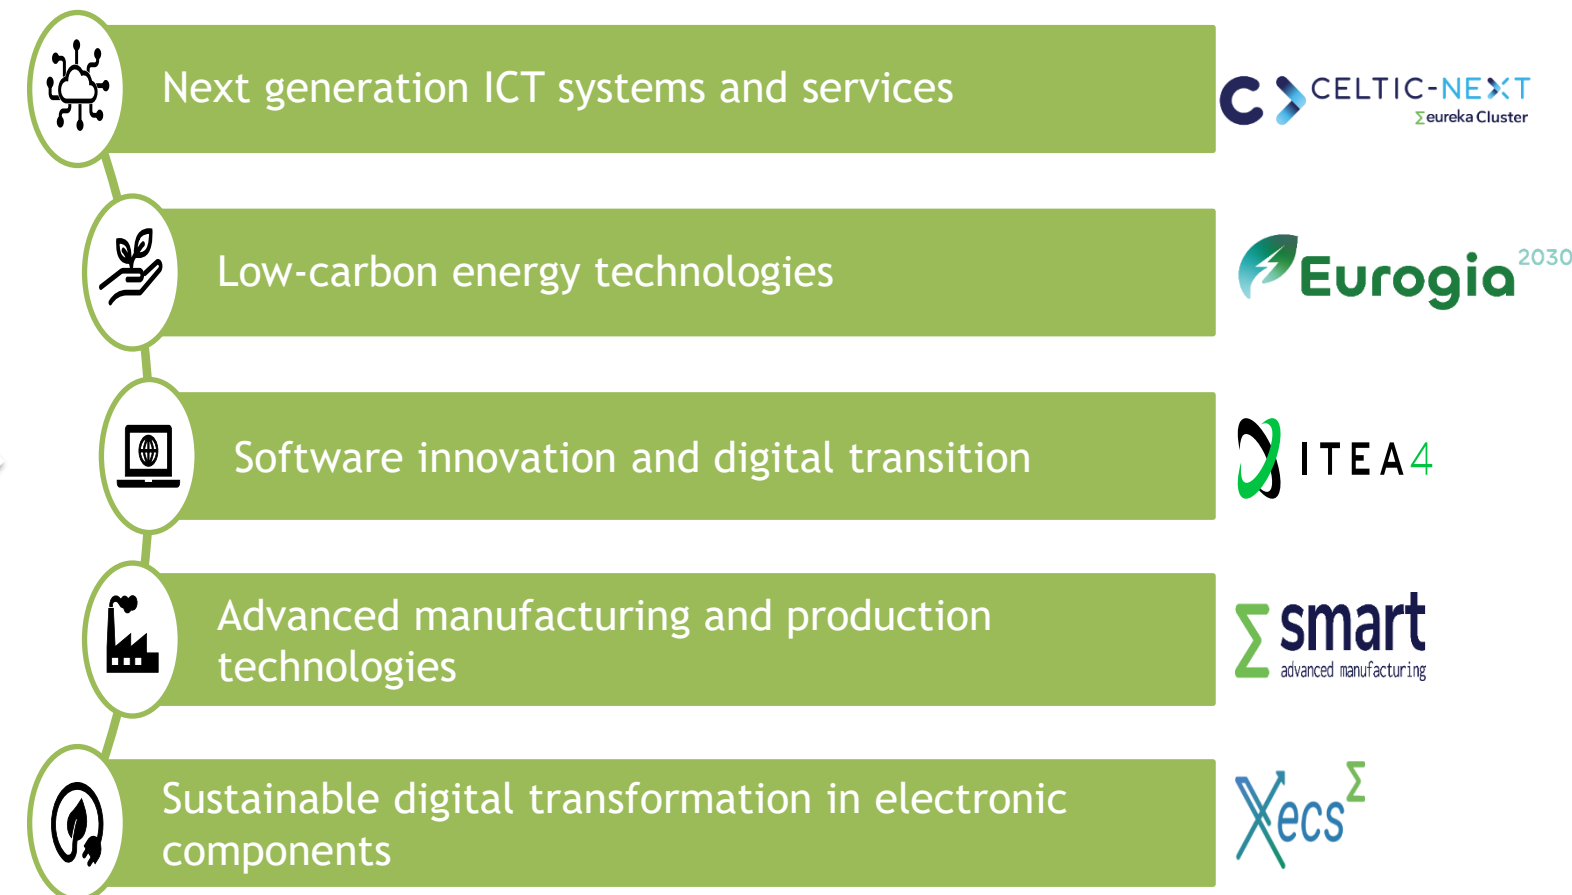 Next generation ICT systems and services
CELTIC-NEXT
Σeureka Cluster
Low-carbon energy technologies
Eurogia 2030
Software innovation and digital transition
ITEA4
Advanced manufacturing and production
technologies
Σ smart
advanced manufacturing
Sustainable digital transformation in electronic
components
Xecs Σ